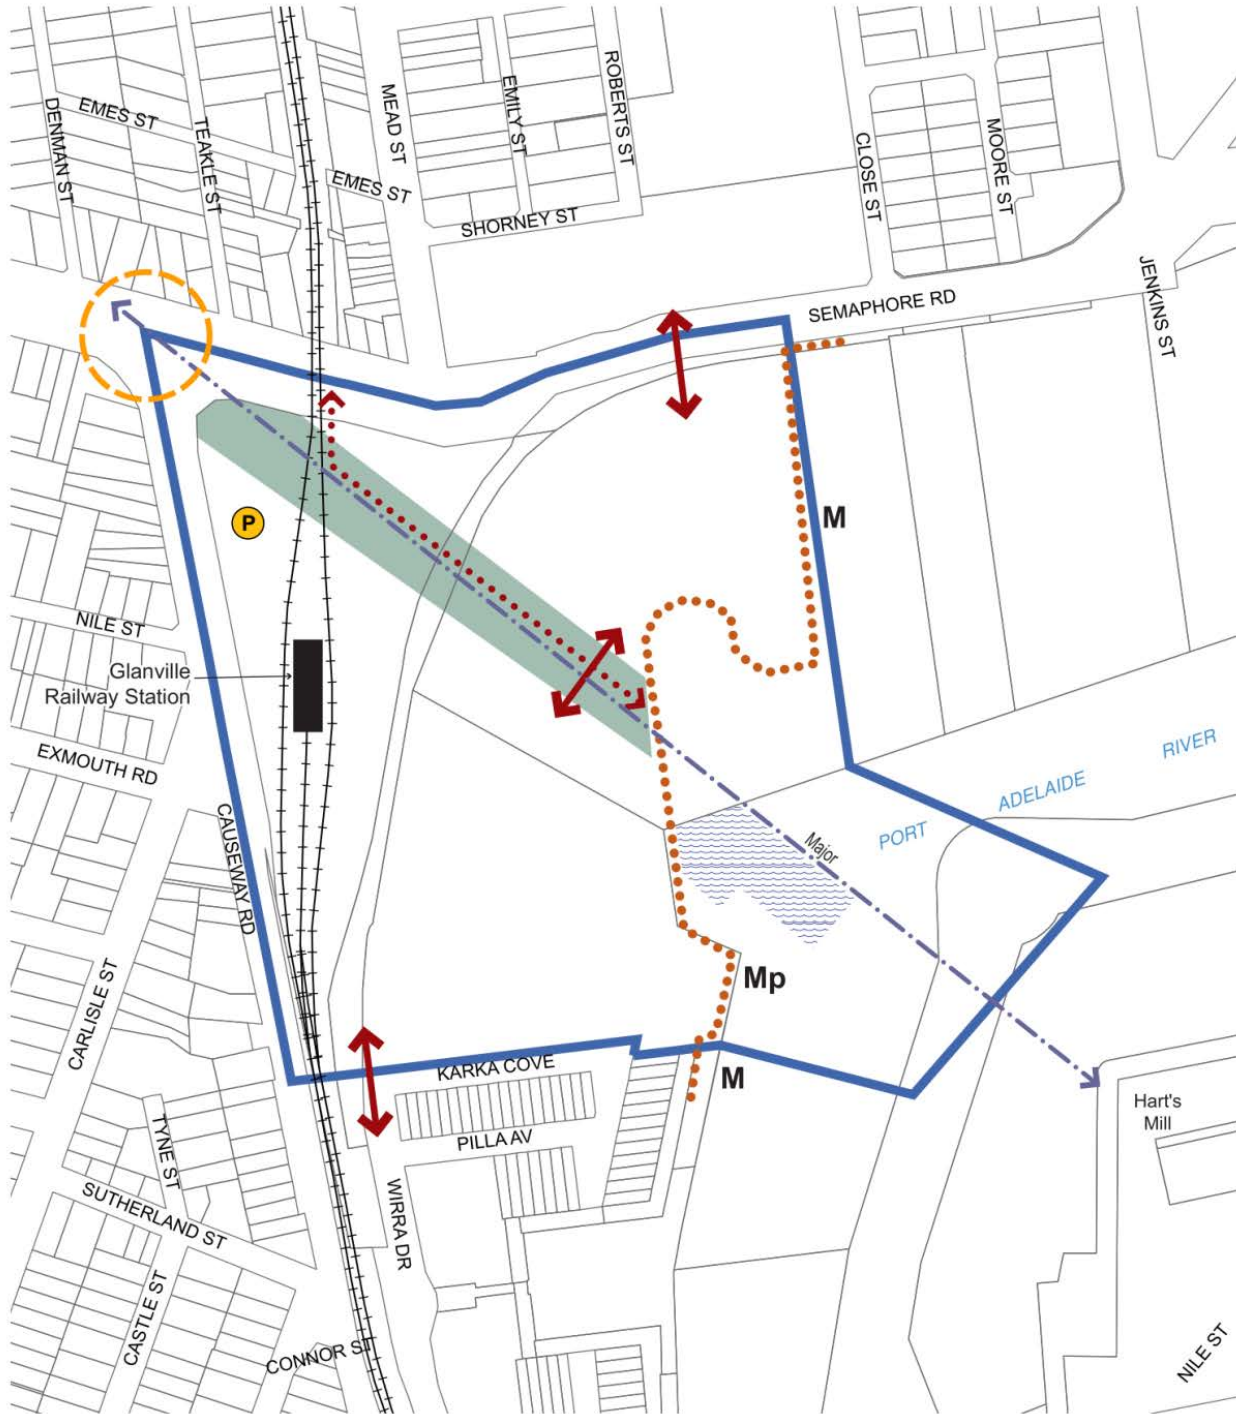 EMES ST
DENMAN ST
TEAKLE ST
MEAD ST
EMILY ST
ROBERTS ST
EMES ST
SHORNEY ST
CLOSE ST
MOORE ST
JENKINS ST
SEMAPHORE RD
P
M
NILE ST
Glanville
Railway Station
EXMOUTH RD
CAUSEWAY RD
Major
PORT
ADELAIDE
RIVER
Mp
CARLISLE ST
KARKA COVE
M
Hart's
Mill
TYNE ST
PILLA AV
WIRRA DR
SUTHERLAND ST
CASTLE ST
CONNOR ST
NILE ST